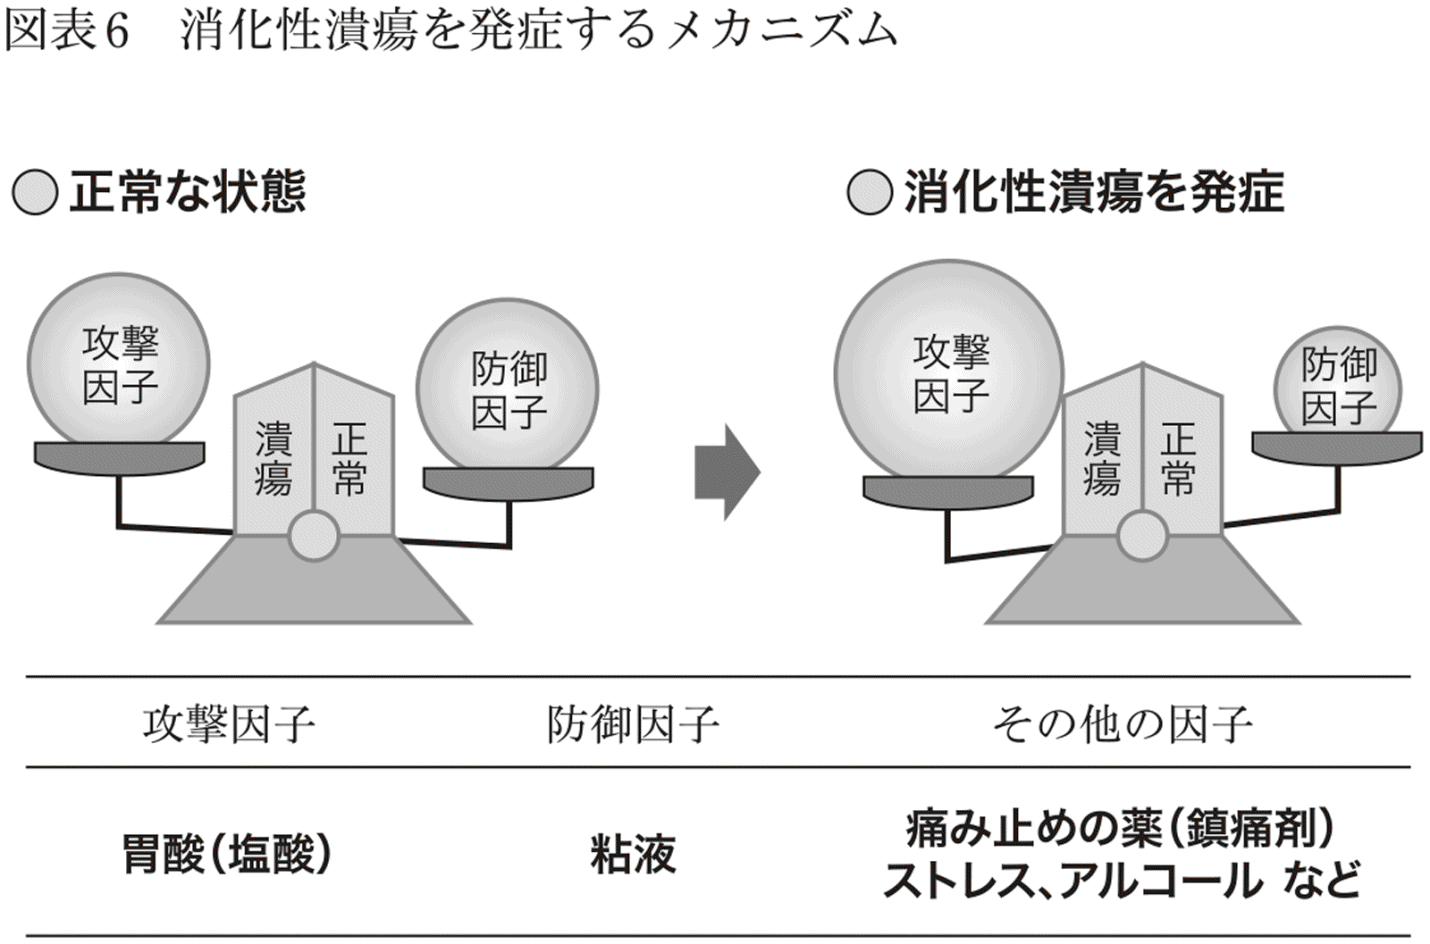 図表6 消化性潰瘍を発症するメカニズム
正常な状態
攻撃
因子
潰瘍
正常
防御
因子
消化性潰瘍を発症
攻撃
因子
潰瘍
正常
防御
因子
攻撃因子 防御因子 その他の因子
胃酸(塩酸) 粘液 痛み止めの薬(鎮痛剤)
ストレス、アルコール など